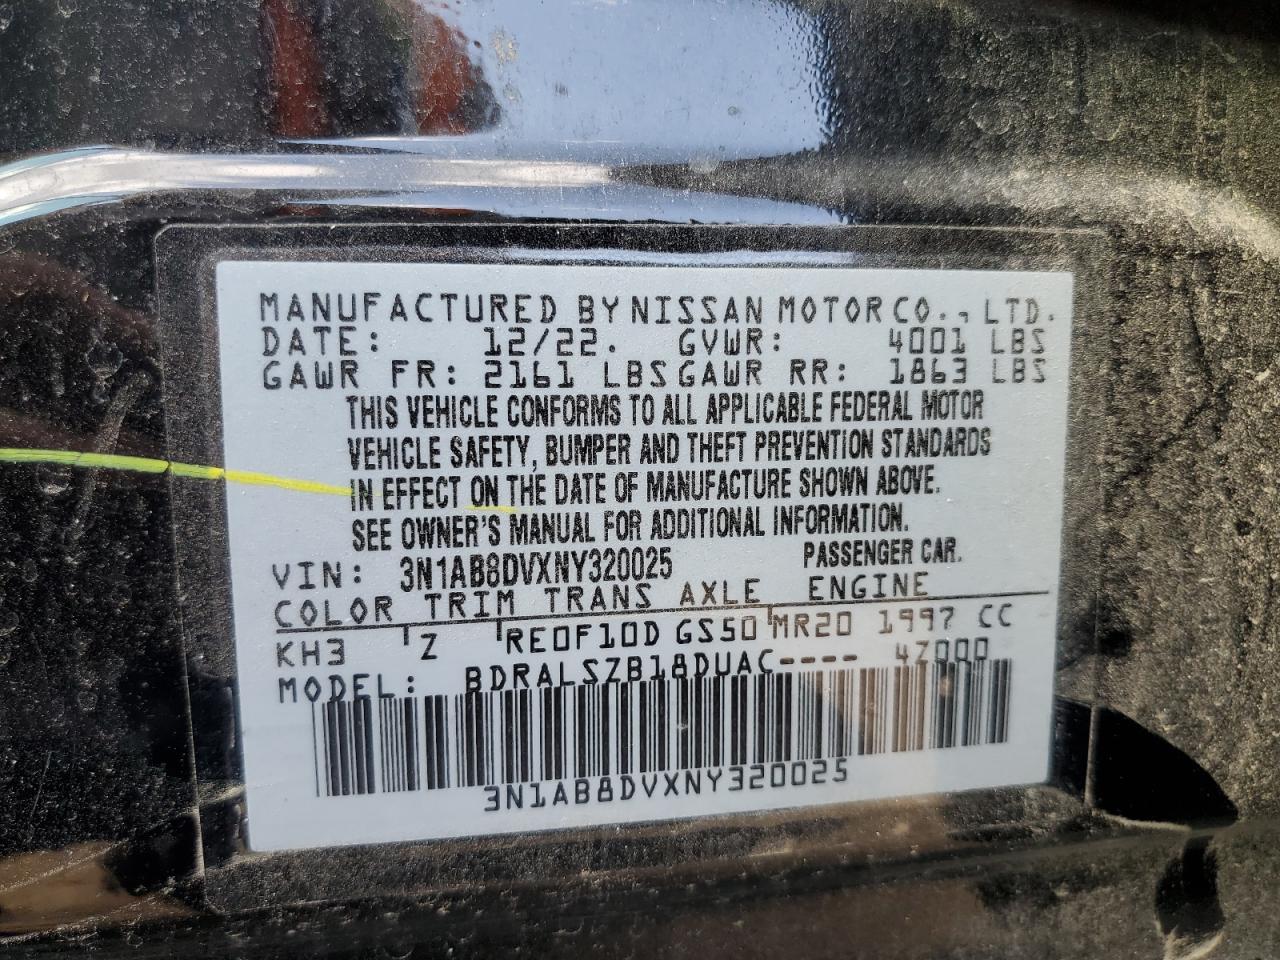 MANUFACTURED BY NISSAN MOTOR CO., LTD.
DATE: 12/22. GVWR: 4001 LBS
GAWR FR: 2161 LBS GAWR RR: 1863 LBS
THIS VEHICLE CONFORMS TO ALL APPLICABLE FEDERAL MOTOR
VEHICLE SAFETY, BUMPER AND THEFT PREVENTION STANDARDS
IN EFFECT ON THE DATE OF MANUFACTURE SHOWN ABOVE.
SEE OWNER'S MANUAL FOR ADDITIONAL INFORMATION.
VIN: 3N1AB8DVXNY320025 PASSENGER CAR.
COLOR TRIM TRANS AXLE ENGINE
KH3 Z RE0F10D GS50 MR20 1997 CC
MODEL: BDRALSZB18DUAC---- 4Z000
3N1AB8DVXNY320025